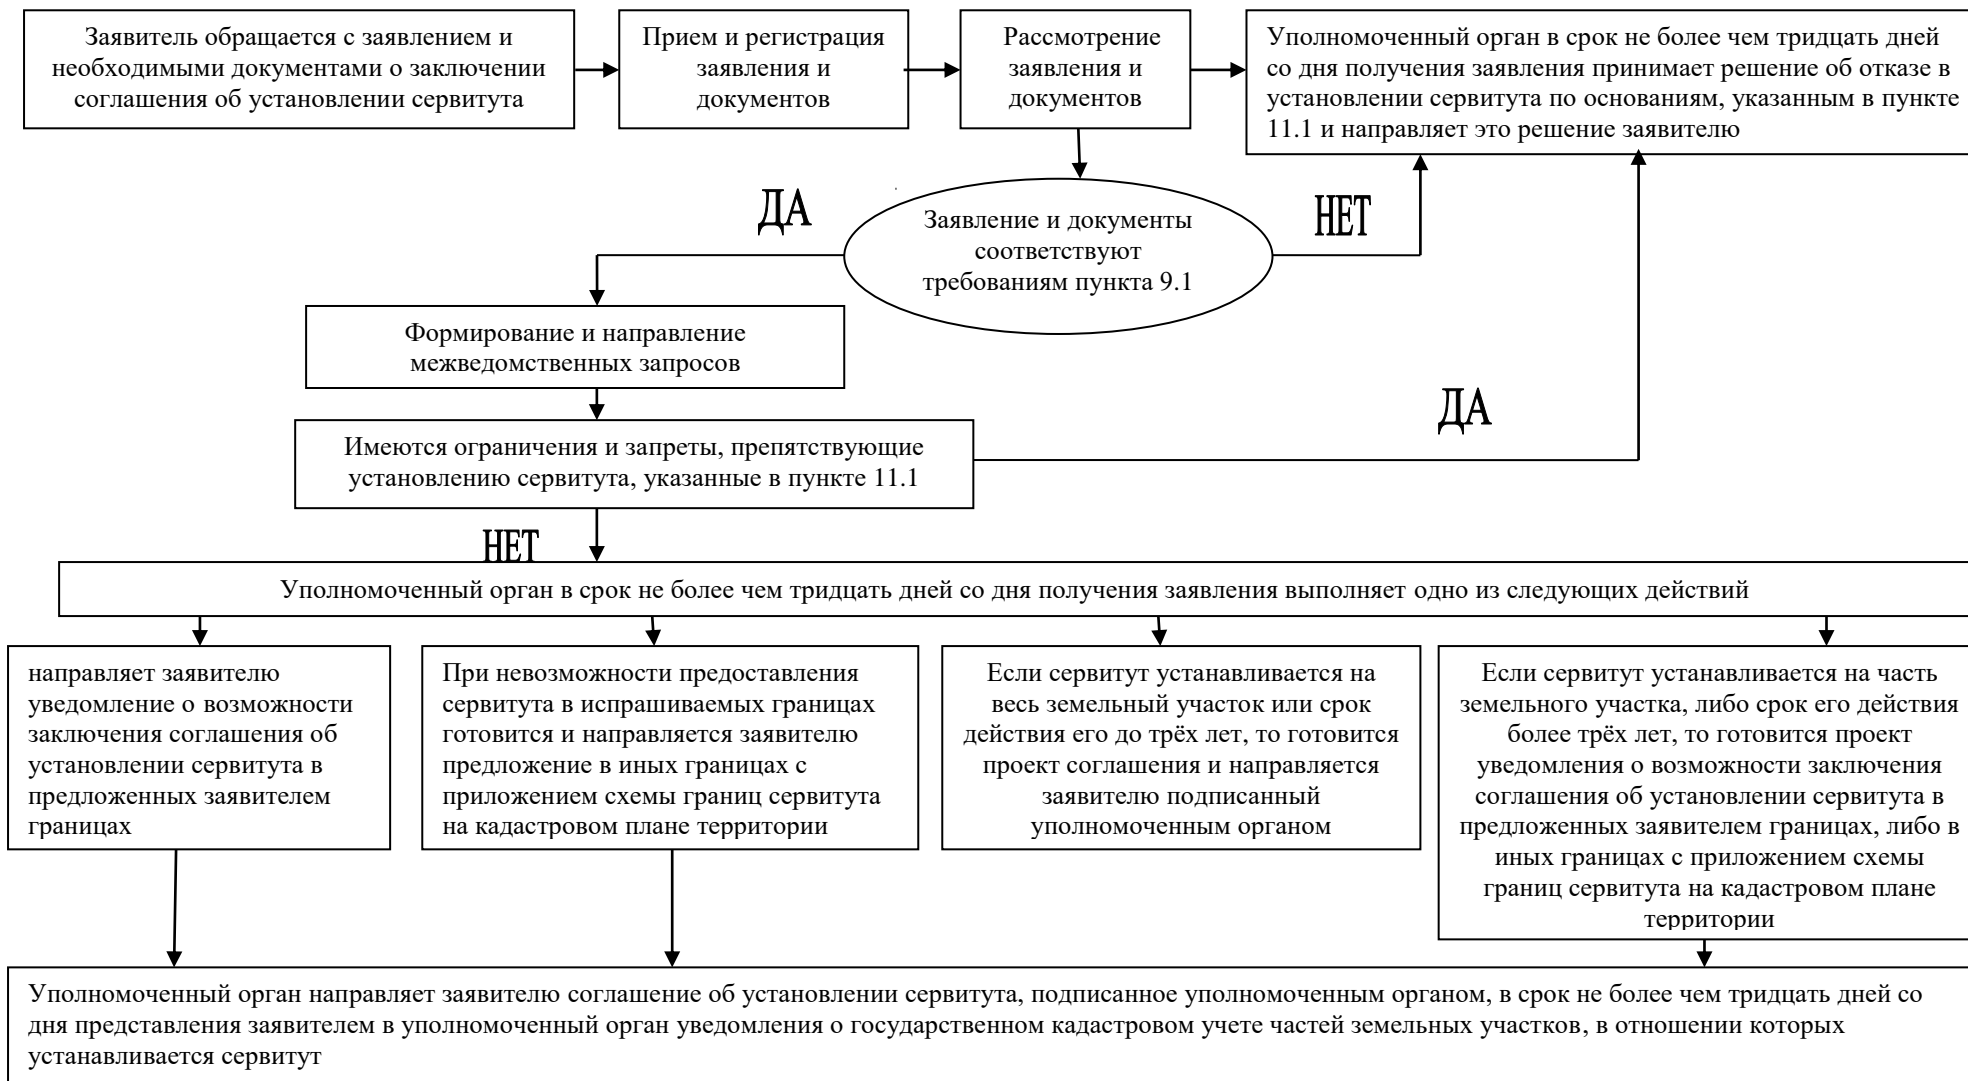 Заявитель обращается с заявлением и
необходимыми документами о заключении
соглашения об установлении сервитута
Прием и регистрация
заявления и
документов
Рассмотрение
заявления и
документов
Уполномоченный орган в срок не более чем тридцать дней
со дня получения заявления принимает решение об отказе в
установлении сервитута по основаниям, указанным в пункте
11.1 и направляет это решение заявителю
ДА
Заявление и документы
соответствуют
требованиям пункта 9.1
НЕТ
Формирование и направление
межведомственных запросов
ДА
Имеются ограничения и запреты, препятствующие
установлению сервитута, указанные в пункте 11.1
НЕТ
Уполномоченный орган в срок не более чем тридцать дней со дня получения заявления выполняет одно из следующих действий
направляет заявителю
уведомление о возможности
заключения соглашения об
установлении сервитута в
предложенных заявителем
границах
При невозможности предоставления
сервитута в испрашиваемых границах
готовится и направляется заявителю
предложение в иных границах с
приложением схемы границ сервитута
на кадастровом плане территории
Если сервитут устанавливается на
весь земельный участок или срок
действия его до трёх лет, то готовится
проект соглашения и направляется
заявителю подписанный
уполномоченным органом
Если сервитут устанавливается на часть
земельного участка, либо срок его действия
более трёх лет, то готовится проект
уведомления о возможности заключения
соглашения об установлении сервитута в
предложенных заявителем границах, либо в
иных границах с приложением схемы
границ сервитута на кадастровом плане
территории
Уполномоченный орган направляет заявителю соглашение об установлении сервитута, подписанное уполномоченным органом, в срок не более чем тридцать дней со
дня представления заявителем в уполномоченный орган уведомления о государственном кадастровом учете частей земельных участков, в отношении которых
устанавливается сервитут